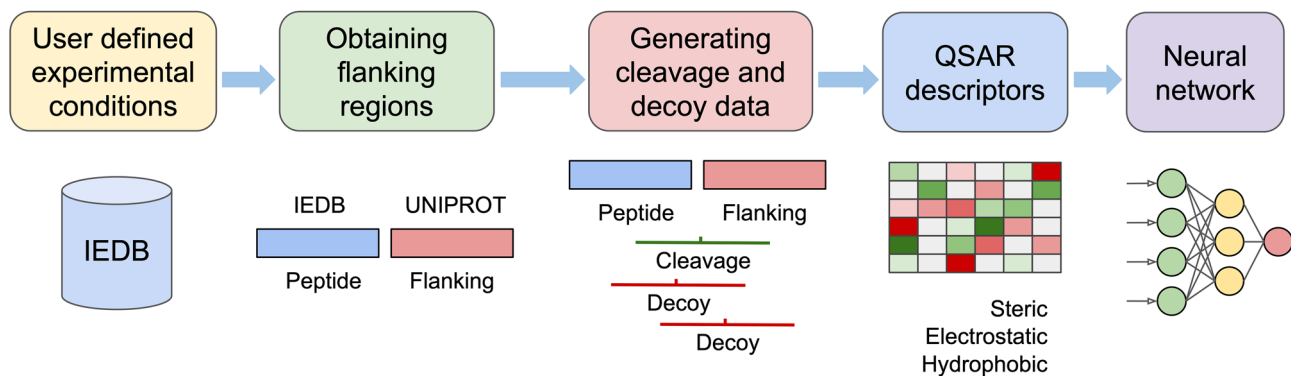 User defined
experimental
conditions
Obtaining
flanking
regions
Generating
cleavage and
decoy data
QSAR
descriptors
Neural
network
IEDB
IEDB
UNIPROT
Peptide
Flanking
Peptide
Flanking
Cleavage
Decoy
Decoy
Steric
Electrostatic
Hydrophobic